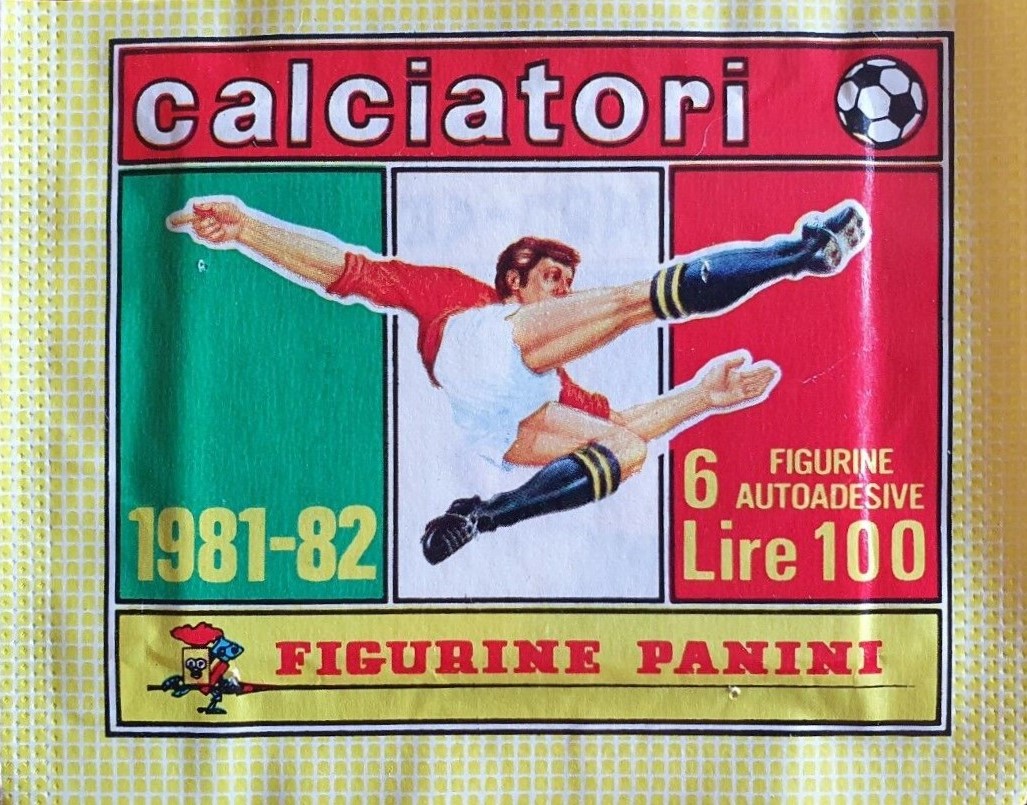 calciatori
1981-82
6 FIGURINE
AUTOADESIVE
Lire 100
FIGURINE PANINI